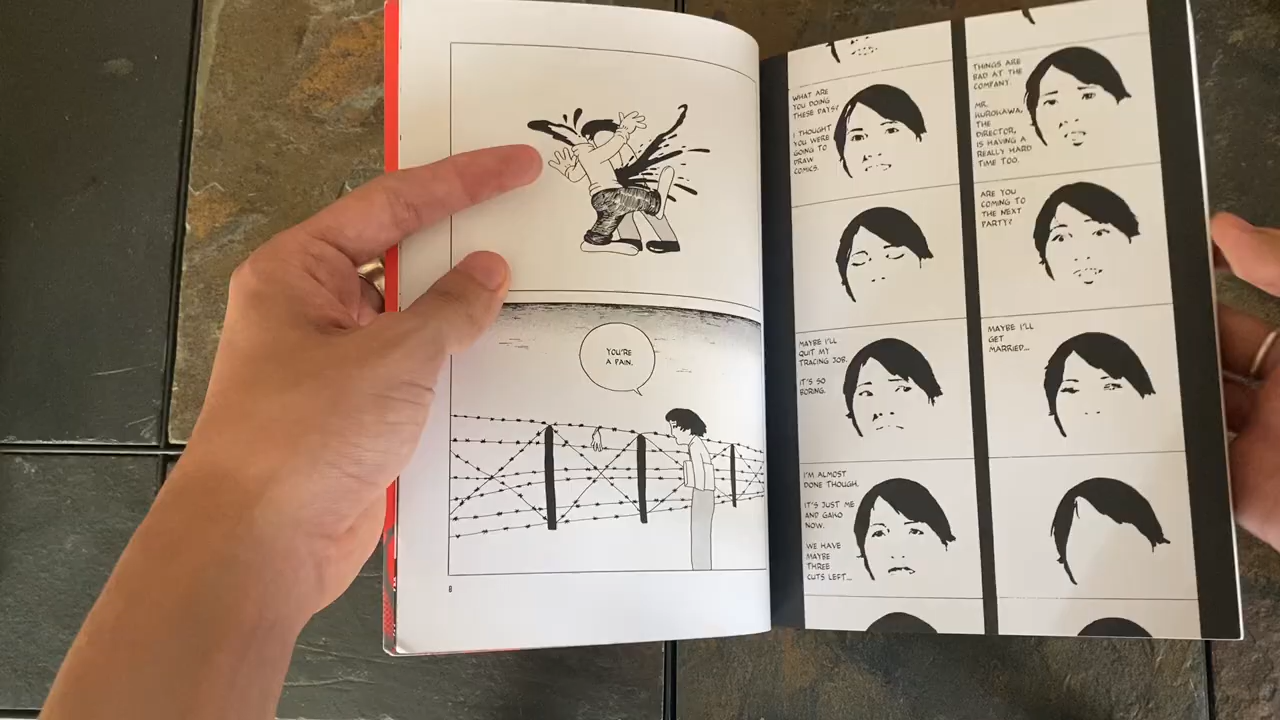 YOU'RE
A PAIN.
8
WHAT ARE
YOU DOING
THESE DAYS?
I THOUGHT
YOU WERE
GOING TO
DRAW
COMICS.
MAYBE I'LL
QUIT MY
TRACING JOB.
IT'S SO
BORING.
I'M ALMOST
DONE THOUGH.
IT'S JUST ME
AND GAKO
NOW.
WE HAVE
MAYBE
THREE
CUTS LEFT...
THINGS ARE
BAD AT THE
COMPANY.
MR.
KUROKAWA,
THE
DIRECTOR,
IS HAVING A
REALLY HARD
TIME TOO.
ARE YOU
COMING TO
THE NEXT
PARTY?
MAYBE I'LL
GET
MARRIED...